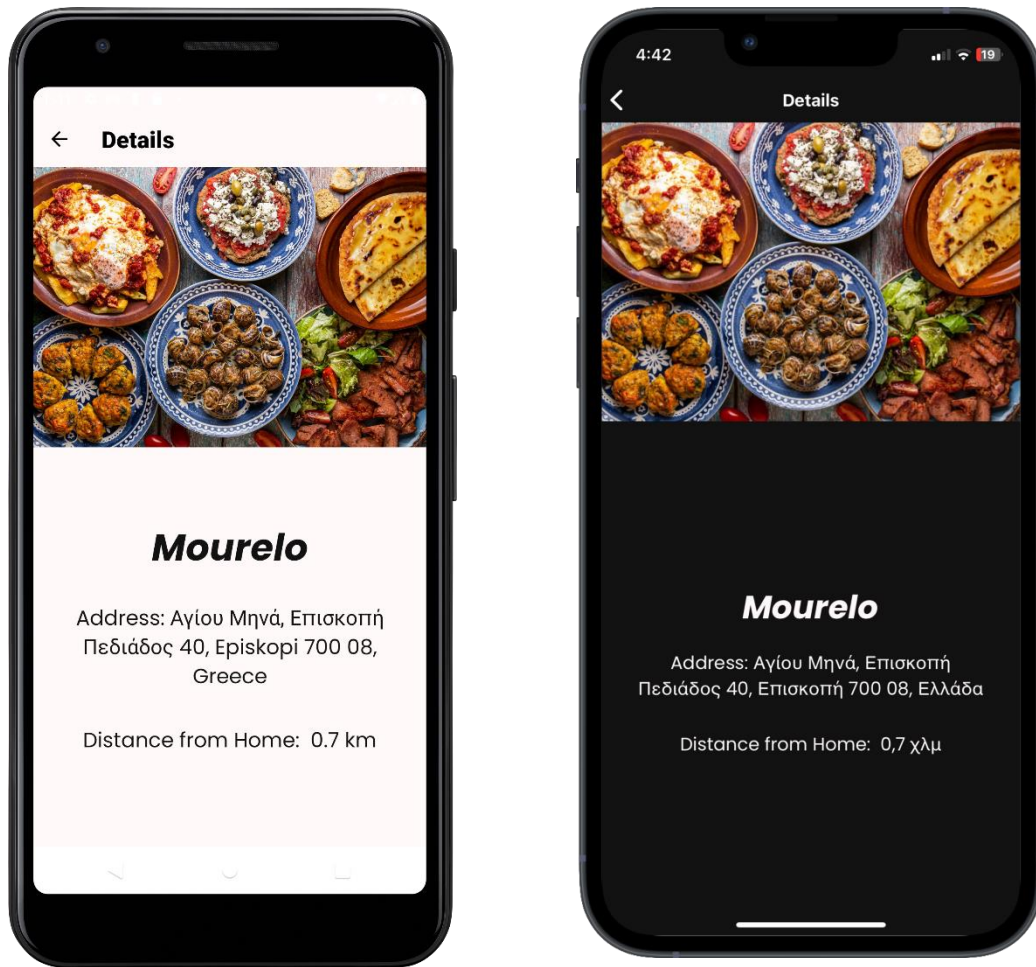 Details
Mourelo
Address: Αγίου Μηνά, Επισκοπή
Πεδιάδος 40, Episkopi 700 08,
Greece
Distance from Home: 0.7 km
4:42
19
Details
Mourelo
Address: Αγίου Μηνά, Επισκοπή
Πεδιάδος 40, Επισκοπή 700 08, Ελλάδα
Distance from Home: 0,7 χλμ